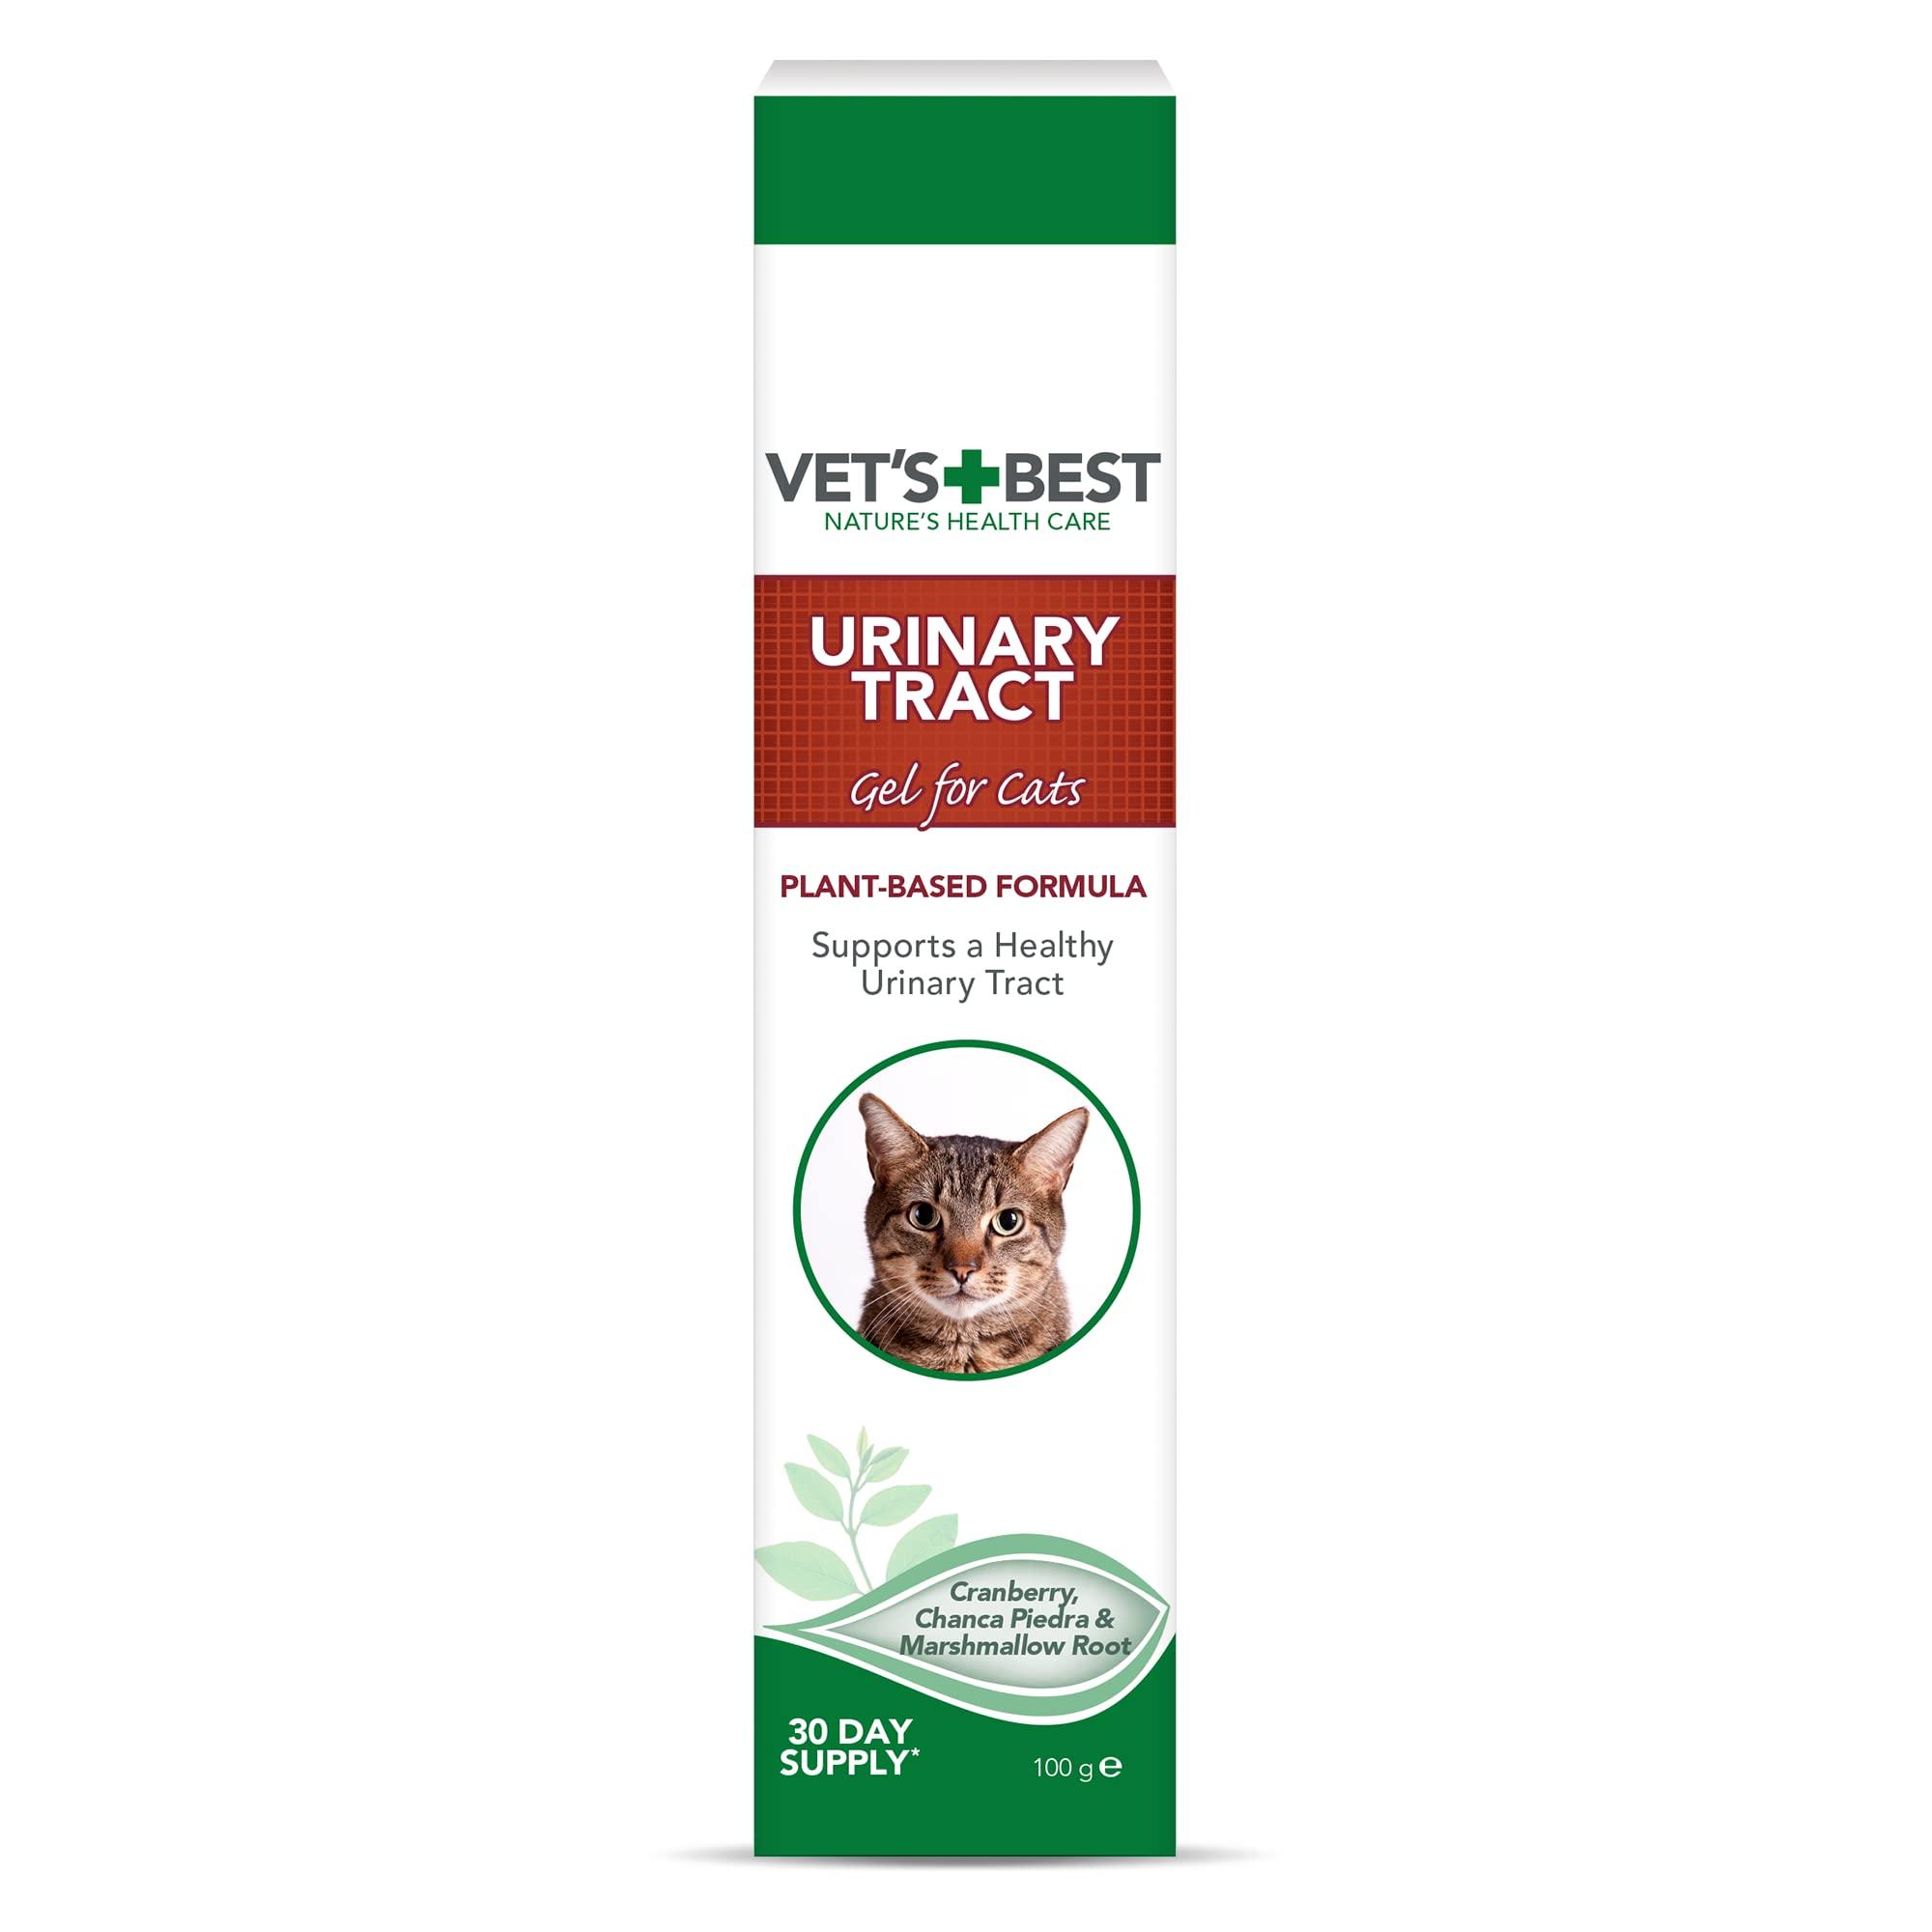 VET'S+BEST
NATURE'S HEALTH CARE
URINARY
TRACT
Gel for Cats
PLANT-BASED FORMULA
Supports a Healthy
Urinary Tract
Cranberry,
Chanca Piedra &
Marshmallow Root
30 DAY
SUPPLY*
100 g ℮